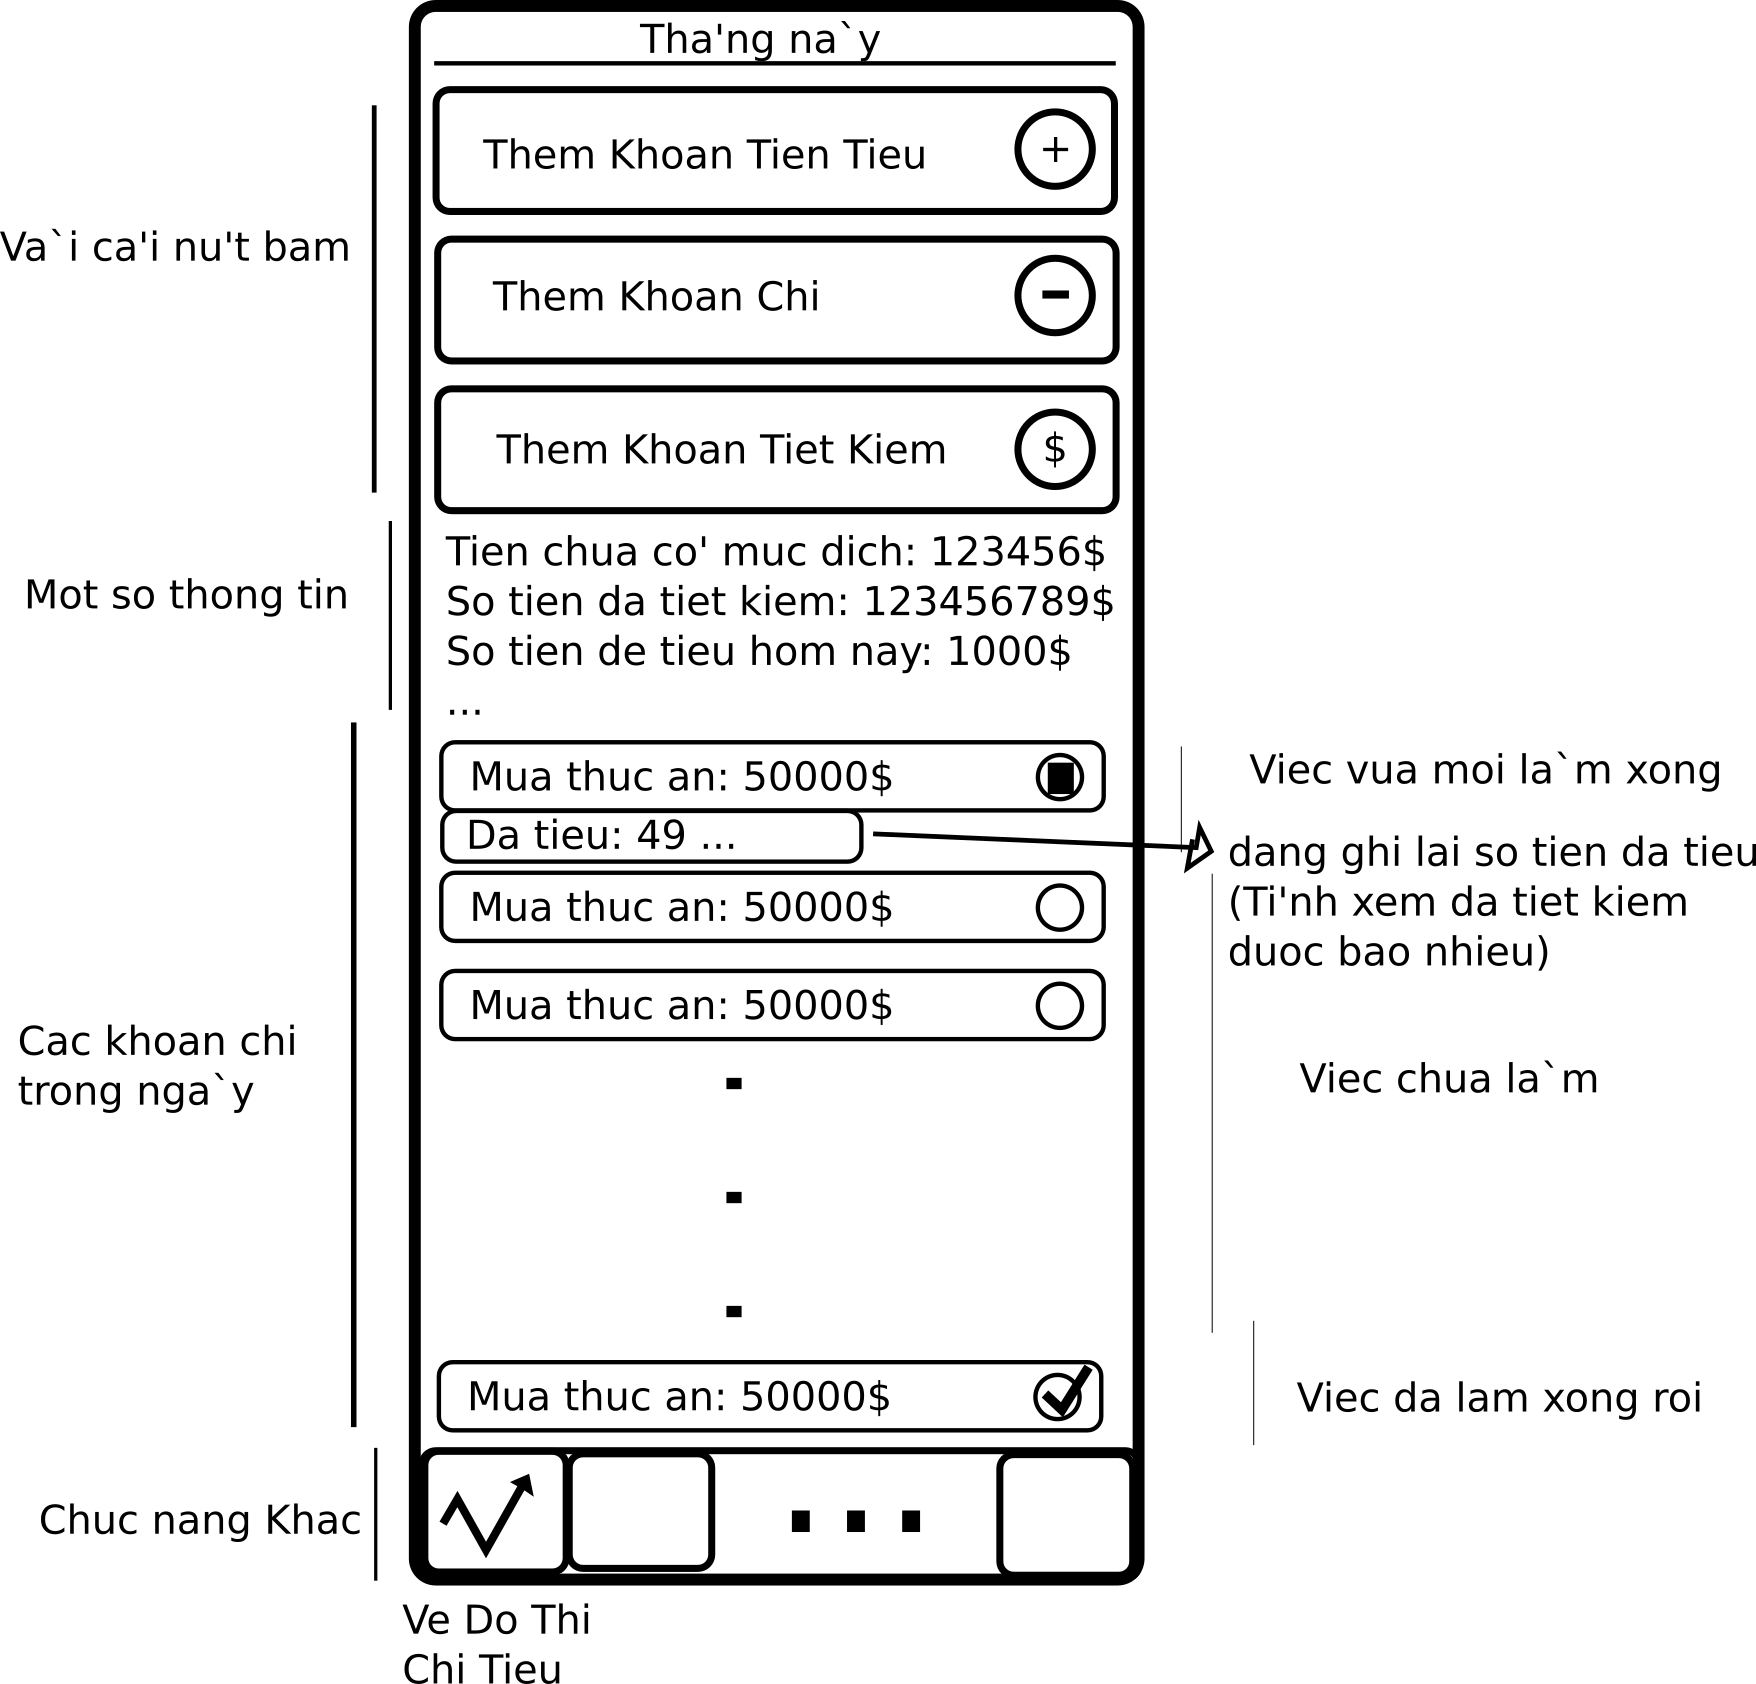 Tha'ng na`y
Them Khoan Tien Tieu
+
Va`i ca'i nu't bam
Them Khoan Chi
-
Them Khoan Tiet Kiem
$
Tien chua co' muc dich: 123456$
Mot so thong tin
So tien da tiet kiem: 123456789$
So tien de tieu hom nay: 1000$
...
Mua thuc an: 50000$
Viec vua moi la`m xong
Da tieu: 49 ...
dang ghi lai so tien da tieu
(Ti'nh xem da tiet kiem
duoc bao nhieu)
Mua thuc an: 50000$
Mua thuc an: 50000$
Cac khoan chi
trong nga`y
Viec chua la`m
Mua thuc an: 50000$
Viec da lam xong roi
Chuc nang Khac
Ve Do Thi
Chi Tieu